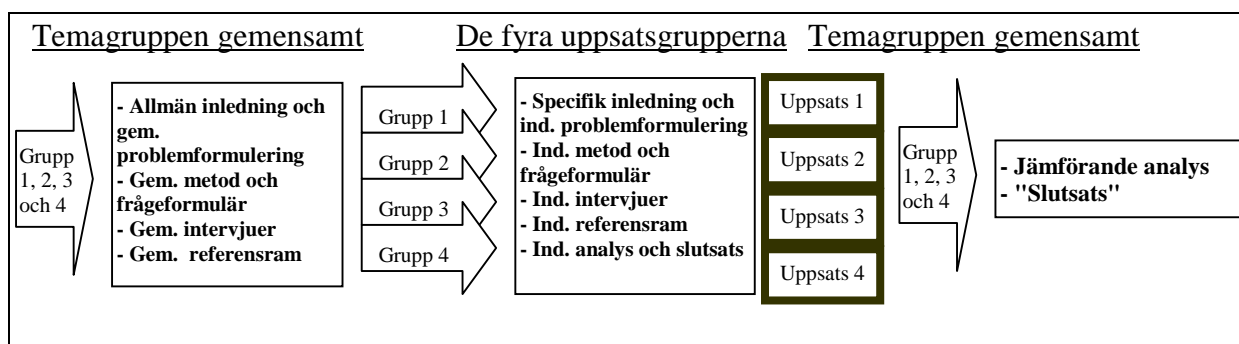 Temagruppen gemensamt
De fyra uppsatsgrupperna
Temagruppen gemensamt
Grupp
1, 2, 3
och 4
- Allmän inledning och
gem.
problemformulering
- Gem. metod och
frågeformulär
- Gem. intervjuer
- Gem.  referensram
Grupp 1
Grupp 2
Grupp 3
Grupp 4
- Specifik inledning och
ind. problemformulering
- Ind. metod och
frågeformulär
- Ind. intervjuer
- Ind. referensram
- Ind. analys och slutsats
Uppsats 1
Uppsats 2
Uppsats 3
Uppsats 4
Grupp
1, 2, 3
och 4
- Jämförande analys
- "Slutsats"